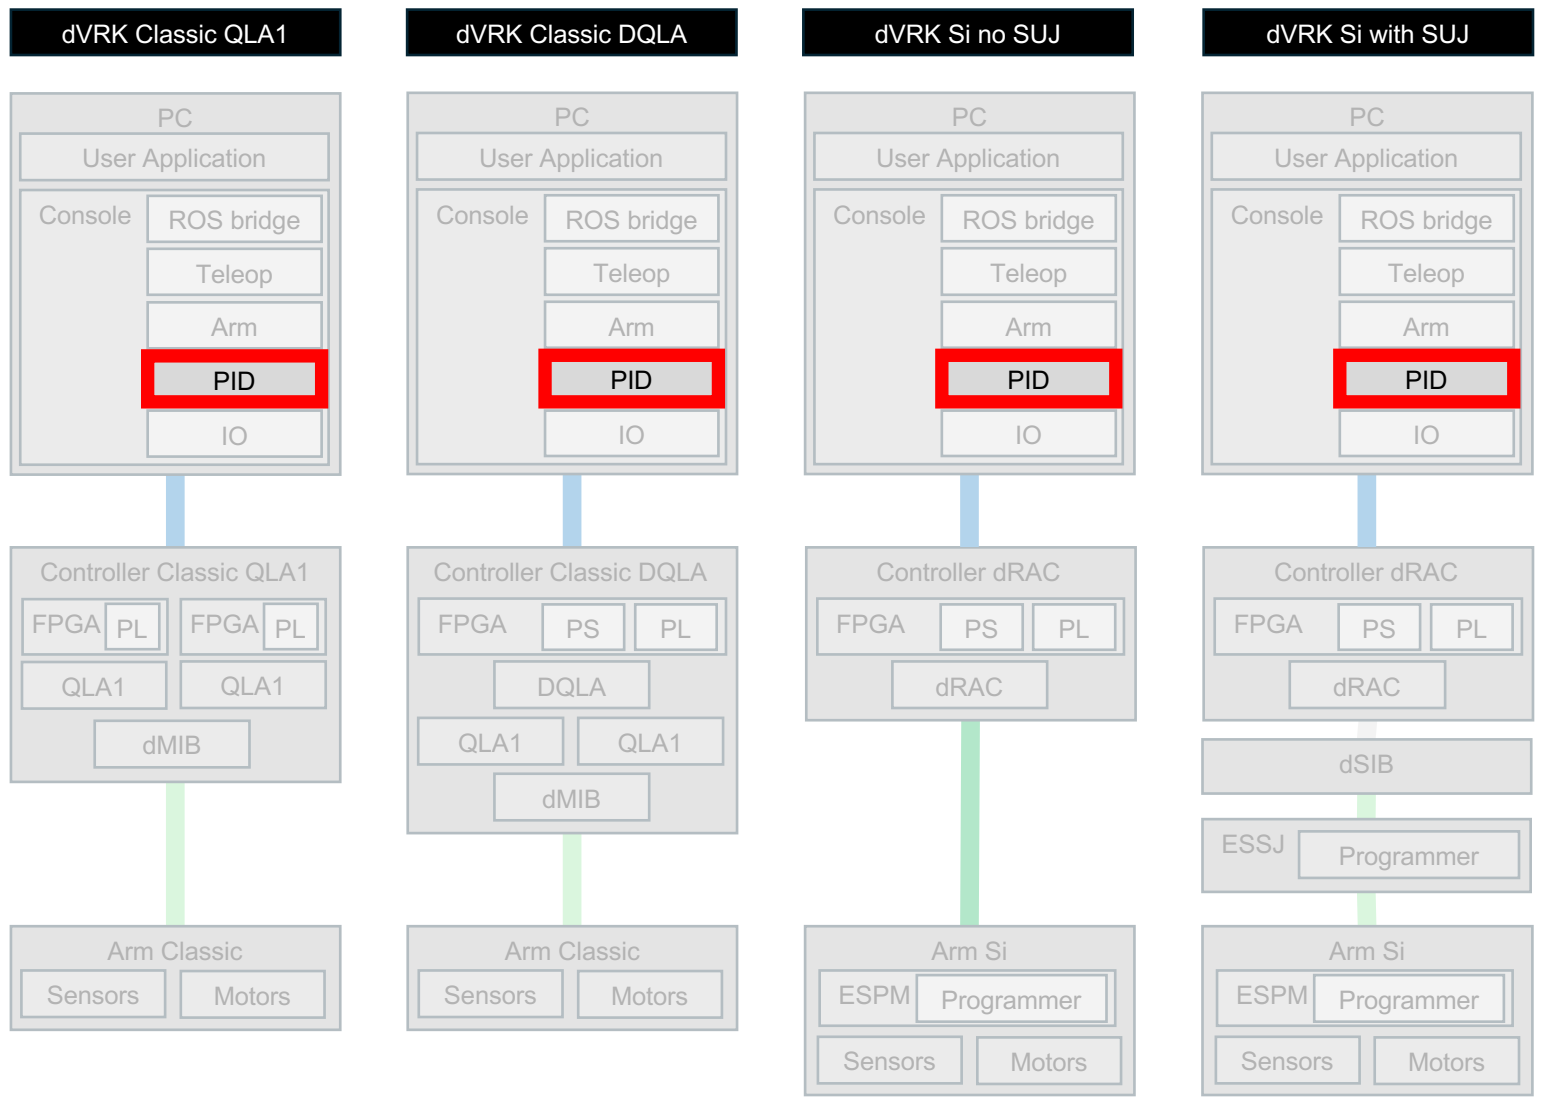 dVRK Classic QLA1
PC
User Application
Console
ROS bridge
Teleop
Arm
PID
IO
Controller Classic QLA1
FPGA
PL
FPGA
PL
QLA1
QLA1
dMIB
Arm Classic
Sensors
Motors
dVRK Classic DQLA
PC
User Application
Console
ROS bridge
Teleop
Arm
PID
IO
Controller Classic DQLA
FPGA
PS
PL
DQLA
QLA1
QLA1
dMIB
Arm Classic
Sensors
Motors
dVRK Si no SUJ
PC
User Application
Console
ROS bridge
Teleop
Arm
PID
IO
Controller dRAC
FPGA
PS
PL
dRAC
Arm Si
ESPM
Programmer
Sensors
Motors
dVRK Si with SUJ
PC
User Application
Console
ROS bridge
Teleop
Arm
PID
IO
Controller dRAC
FPGA
PS
PL
dRAC
dSIB
ESSJ
Programmer
Arm Si
ESPM
Programmer
Sensors
Motors